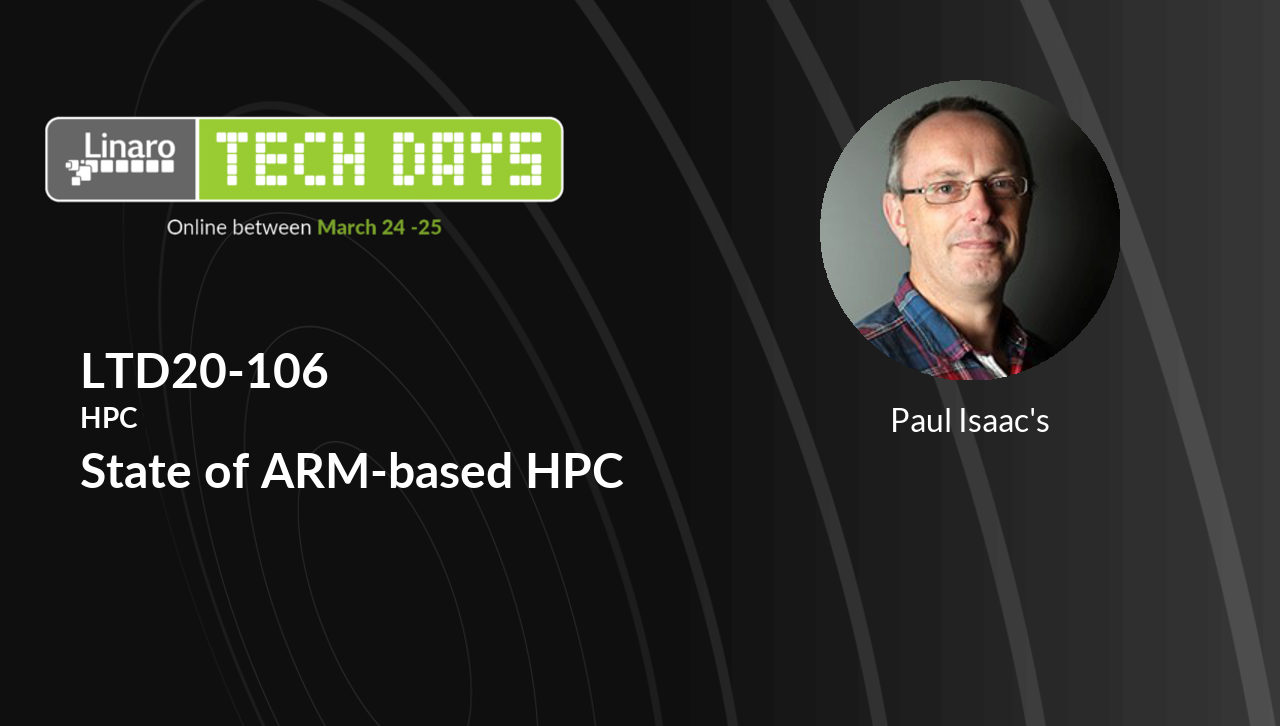 Linaro
TECH DAYS
Online between March 24 -25
LTD20-106
HPC
State of ARM-based HPC
Paul Isaac's